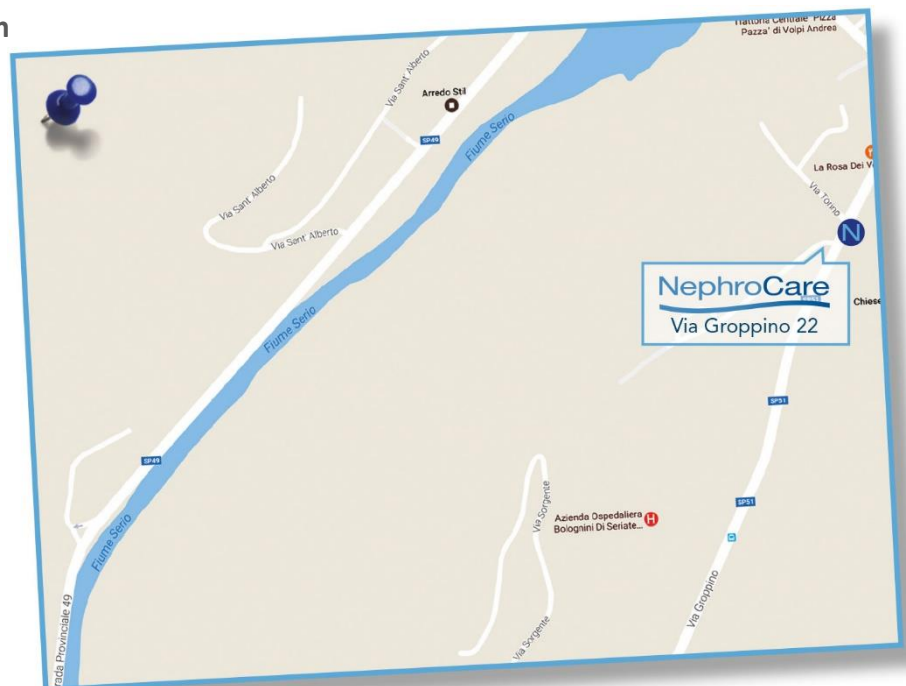 Trattoria Centrale "Pizza
Pazza" di Volpi Andrea
Via Sant' Alberto
Arredo Stil
SP49
Fiume Serio
La Rosa Dei
Via Torino
Via Sant' Alberto
Via Sant' Alberto
N
NephroCare
Via Groppino 22
Fiume Serio
SP51
SP49
SP51
Via Sorgente
Azienda Ospedaliera
Bolognini Di Seriate...
H
Fiume Serio
Via Groppino
Via Sorgente
rada Provinciale 49